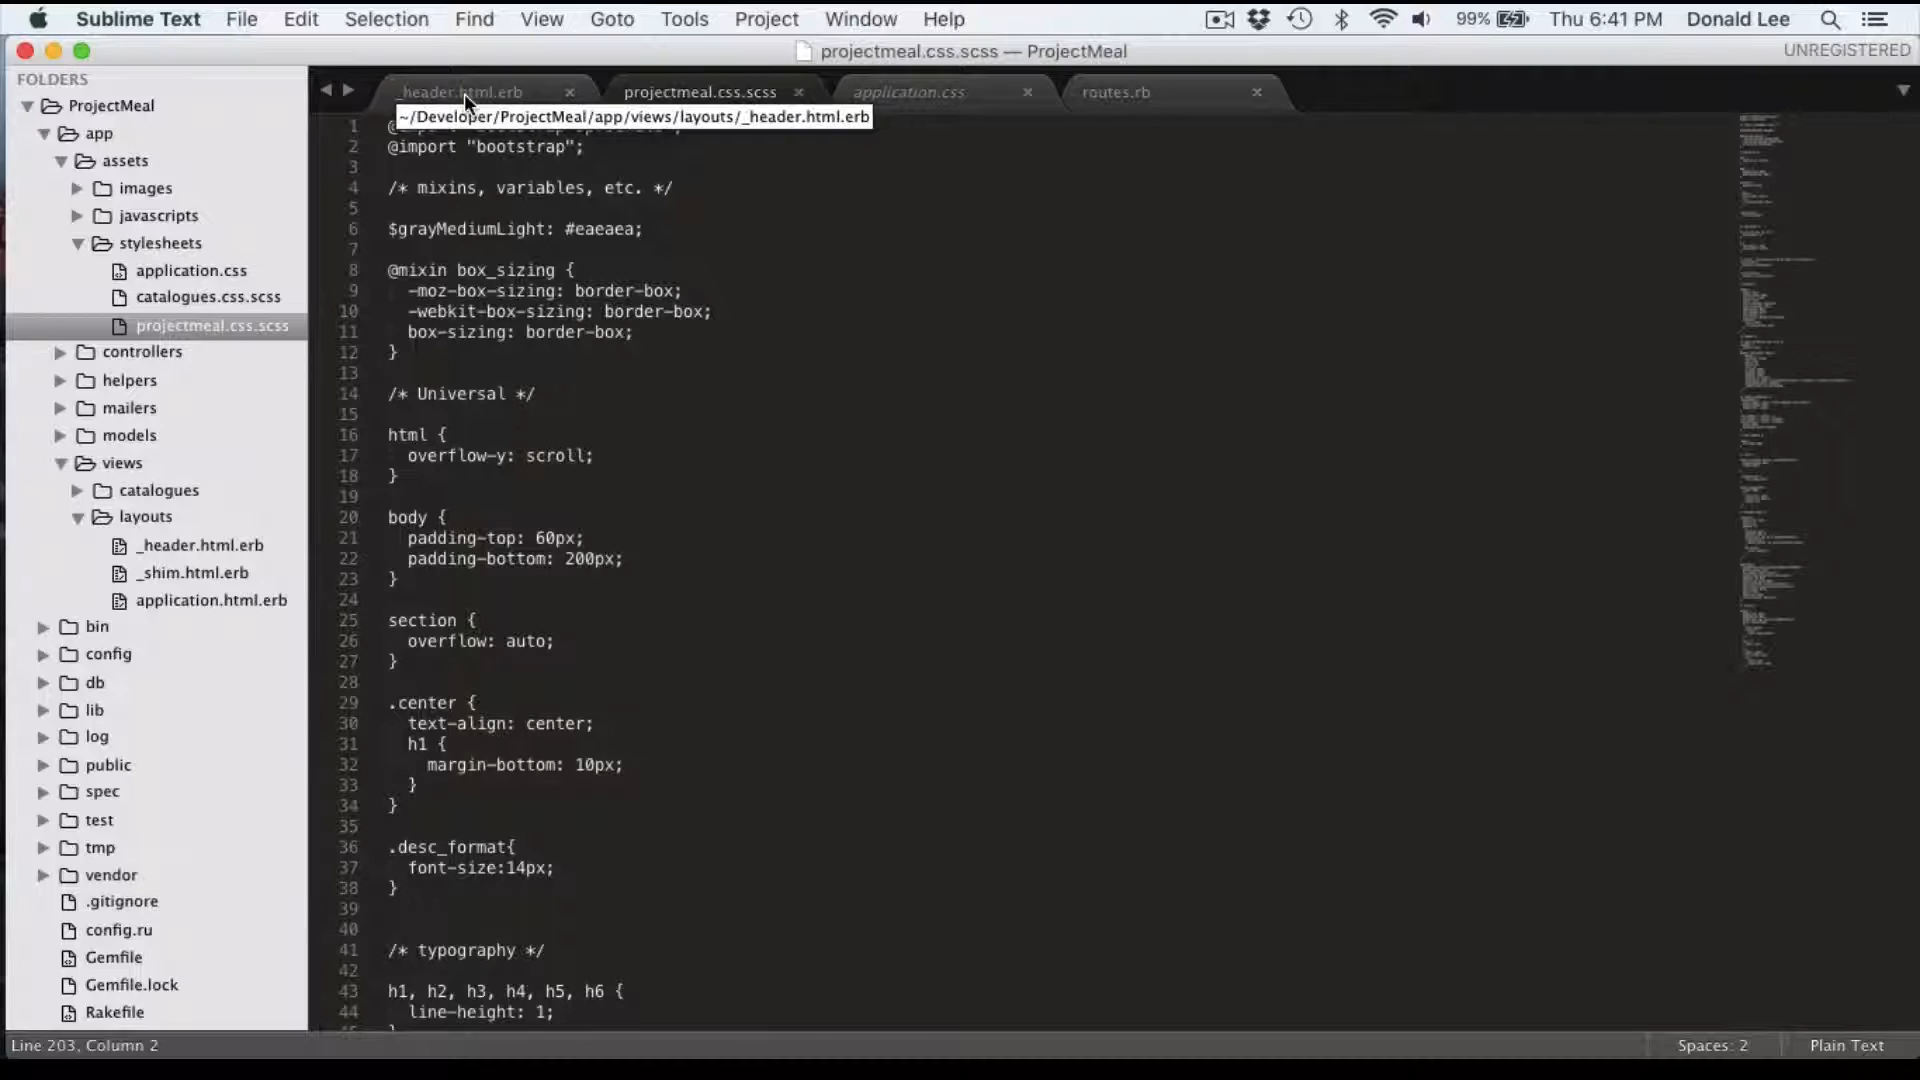 Sublime Text File Edit Selection Find View Goto Tools Project Window Help 99% Thu 6:41 PM Donald Lee
projectmeal.css.scss — ProjectMeal UNREGISTERED
FOLDERS
ProjectMeal
app
assets
images
javascripts
stylesheets
application.css
catalogues.css.scss
projectmeal.css.scss
controllers
helpers
mailers
models
views
catalogues
layouts
_header.html.erb
_shim.html.erb
application.html.erb
bin
config
db
lib
log
public
spec
test
tmp
vendor
.gitignore
config.ru
Gemfile
Gemfile.lock
Rakefile
_header.html.erb projectmeal.css.scss application.css routes.rb
~/Developer/ProjectMeal/app/views/layouts/_header.html.erb
1
2 @import "bootstrap";
3
4 /* mixins, variables, etc. */
5
6 $grayMediumLight: #eaeaea;
7
8 @mixin box_sizing {
9 -moz-box-sizing: border-box;
10 -webkit-box-sizing: border-box;
11 box-sizing: border-box;
12 }
13
14 /* Universal */
15
16 html {
17 overflow-y: scroll;
18 }
19
20 body {
21 padding-top: 60px;
22 padding-bottom: 200px;
23 }
24
25 section {
26 overflow: auto;
27 }
28
29 .center {
30 text-align: center;
31 h1 {
32 margin-bottom: 10px;
33 }
34 }
35
36 .desc_format{
37 font-size:14px;
38 }
39
40
41 /* typography */
42
43 h1, h2, h3, h4, h5, h6 {
44 line-height: 1;
Line 203, Column 2 Spaces: 2 Plain Text